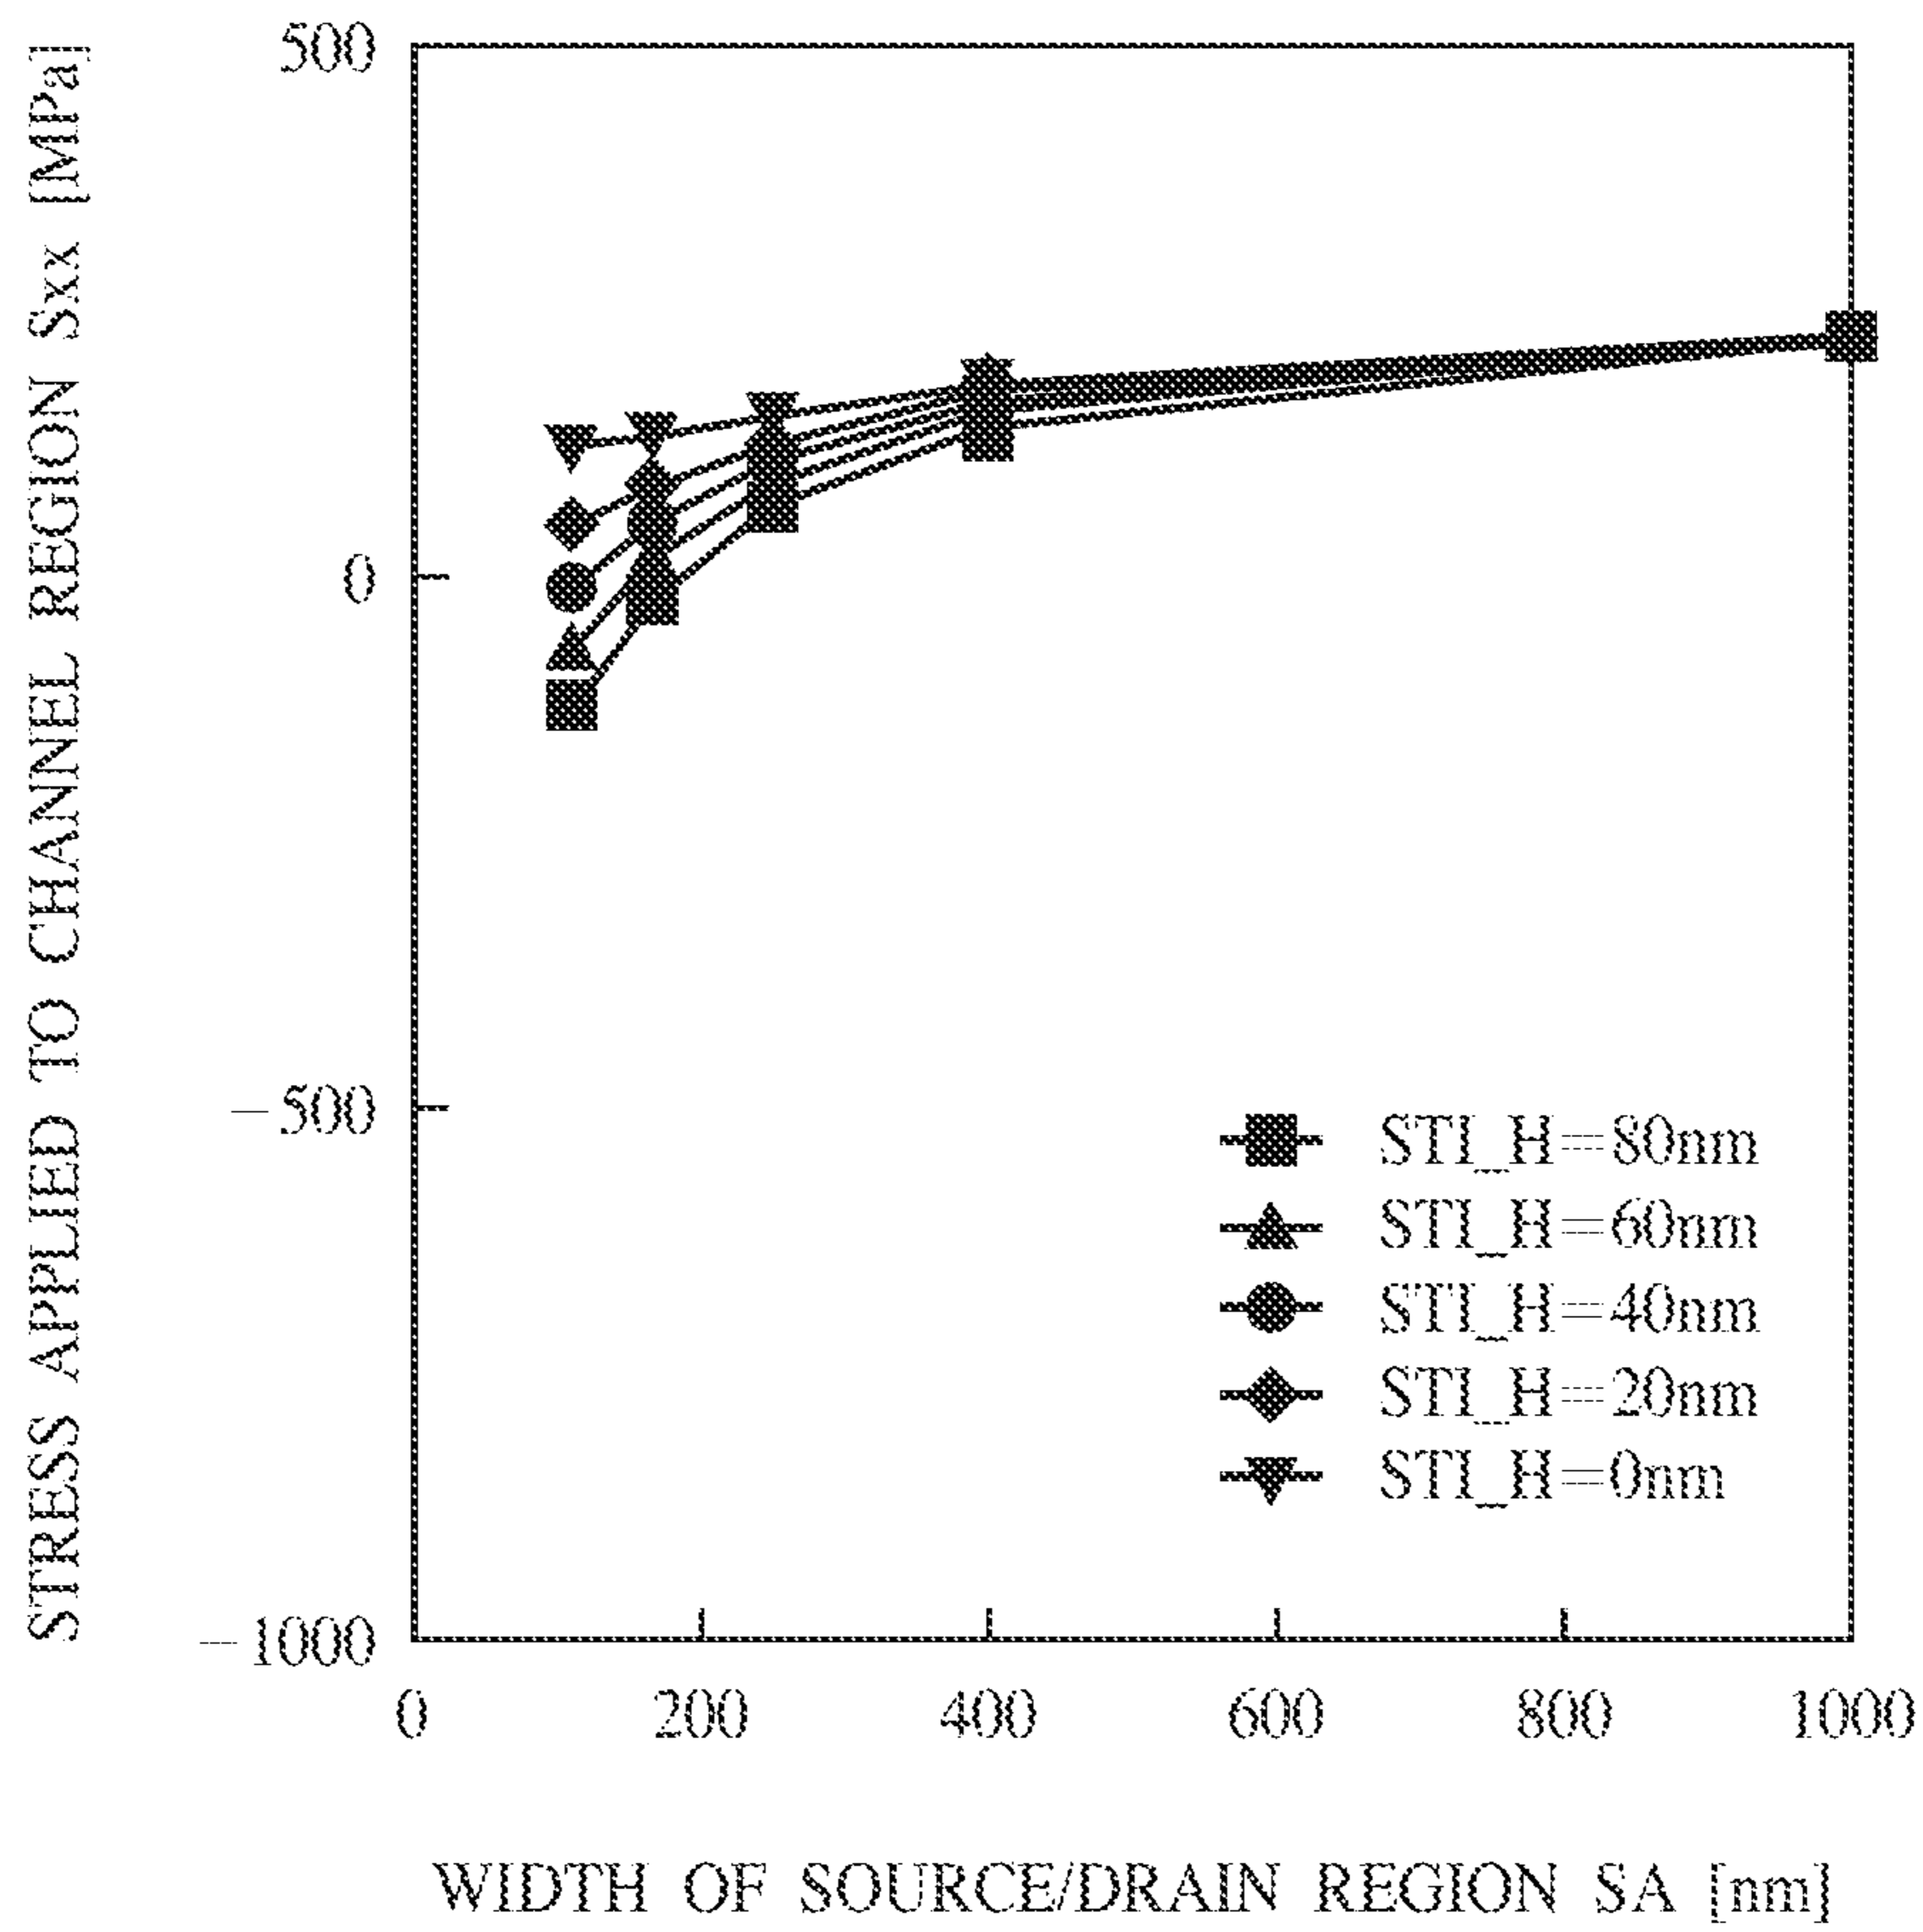 STRESS APPLIED TO CHANNEL REGION Sxx [MPa]
500
0
−500
−1000
STI_H=80nm
STI_H=60nm
STI_H=40nm
STI_H=20nm
STI_H=0nm
0 200 400 600 800 1000
WIDTH OF SOURCE/DRAIN REGION SA [nm]